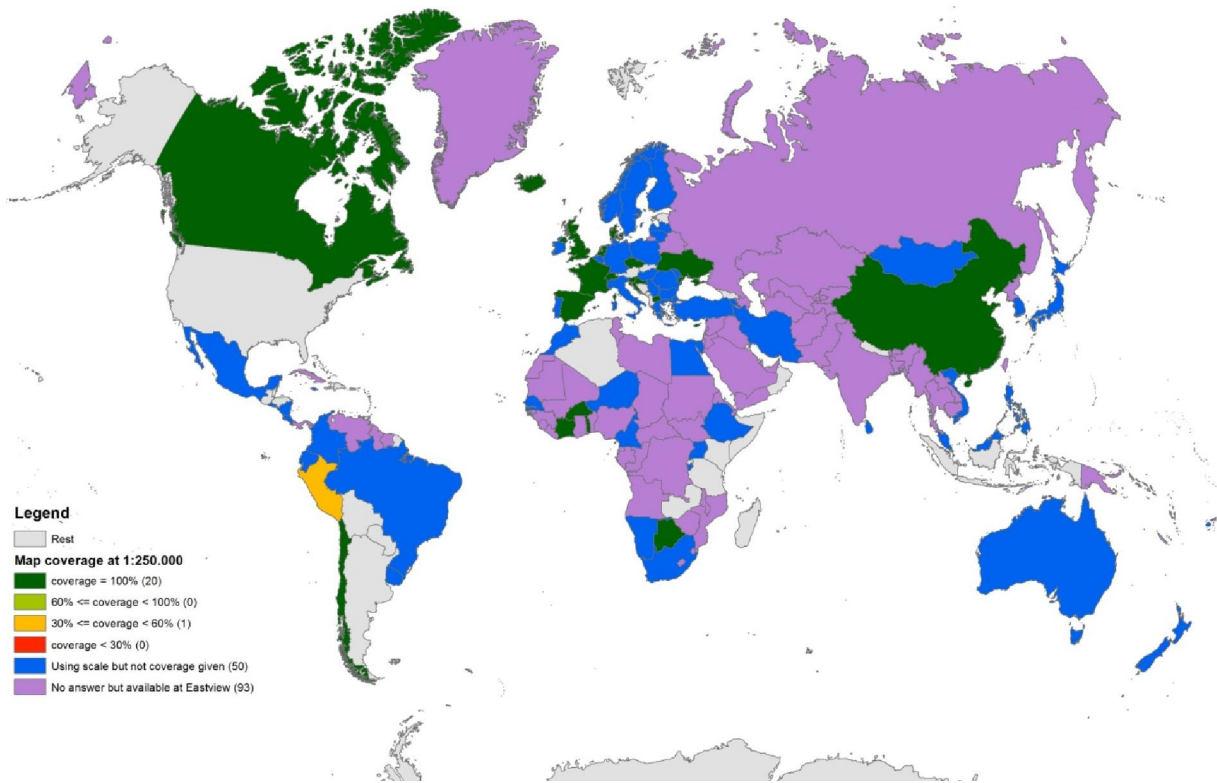 Legend
Rest
Map coverage at 1:250.000
coverage = 100% (20)
60% <= coverage < 100% (0)
30% <= coverage < 60% (1)
coverage < 30% (0)
Using scale but not coverage given (50)
No answer but available at Eastview (93)